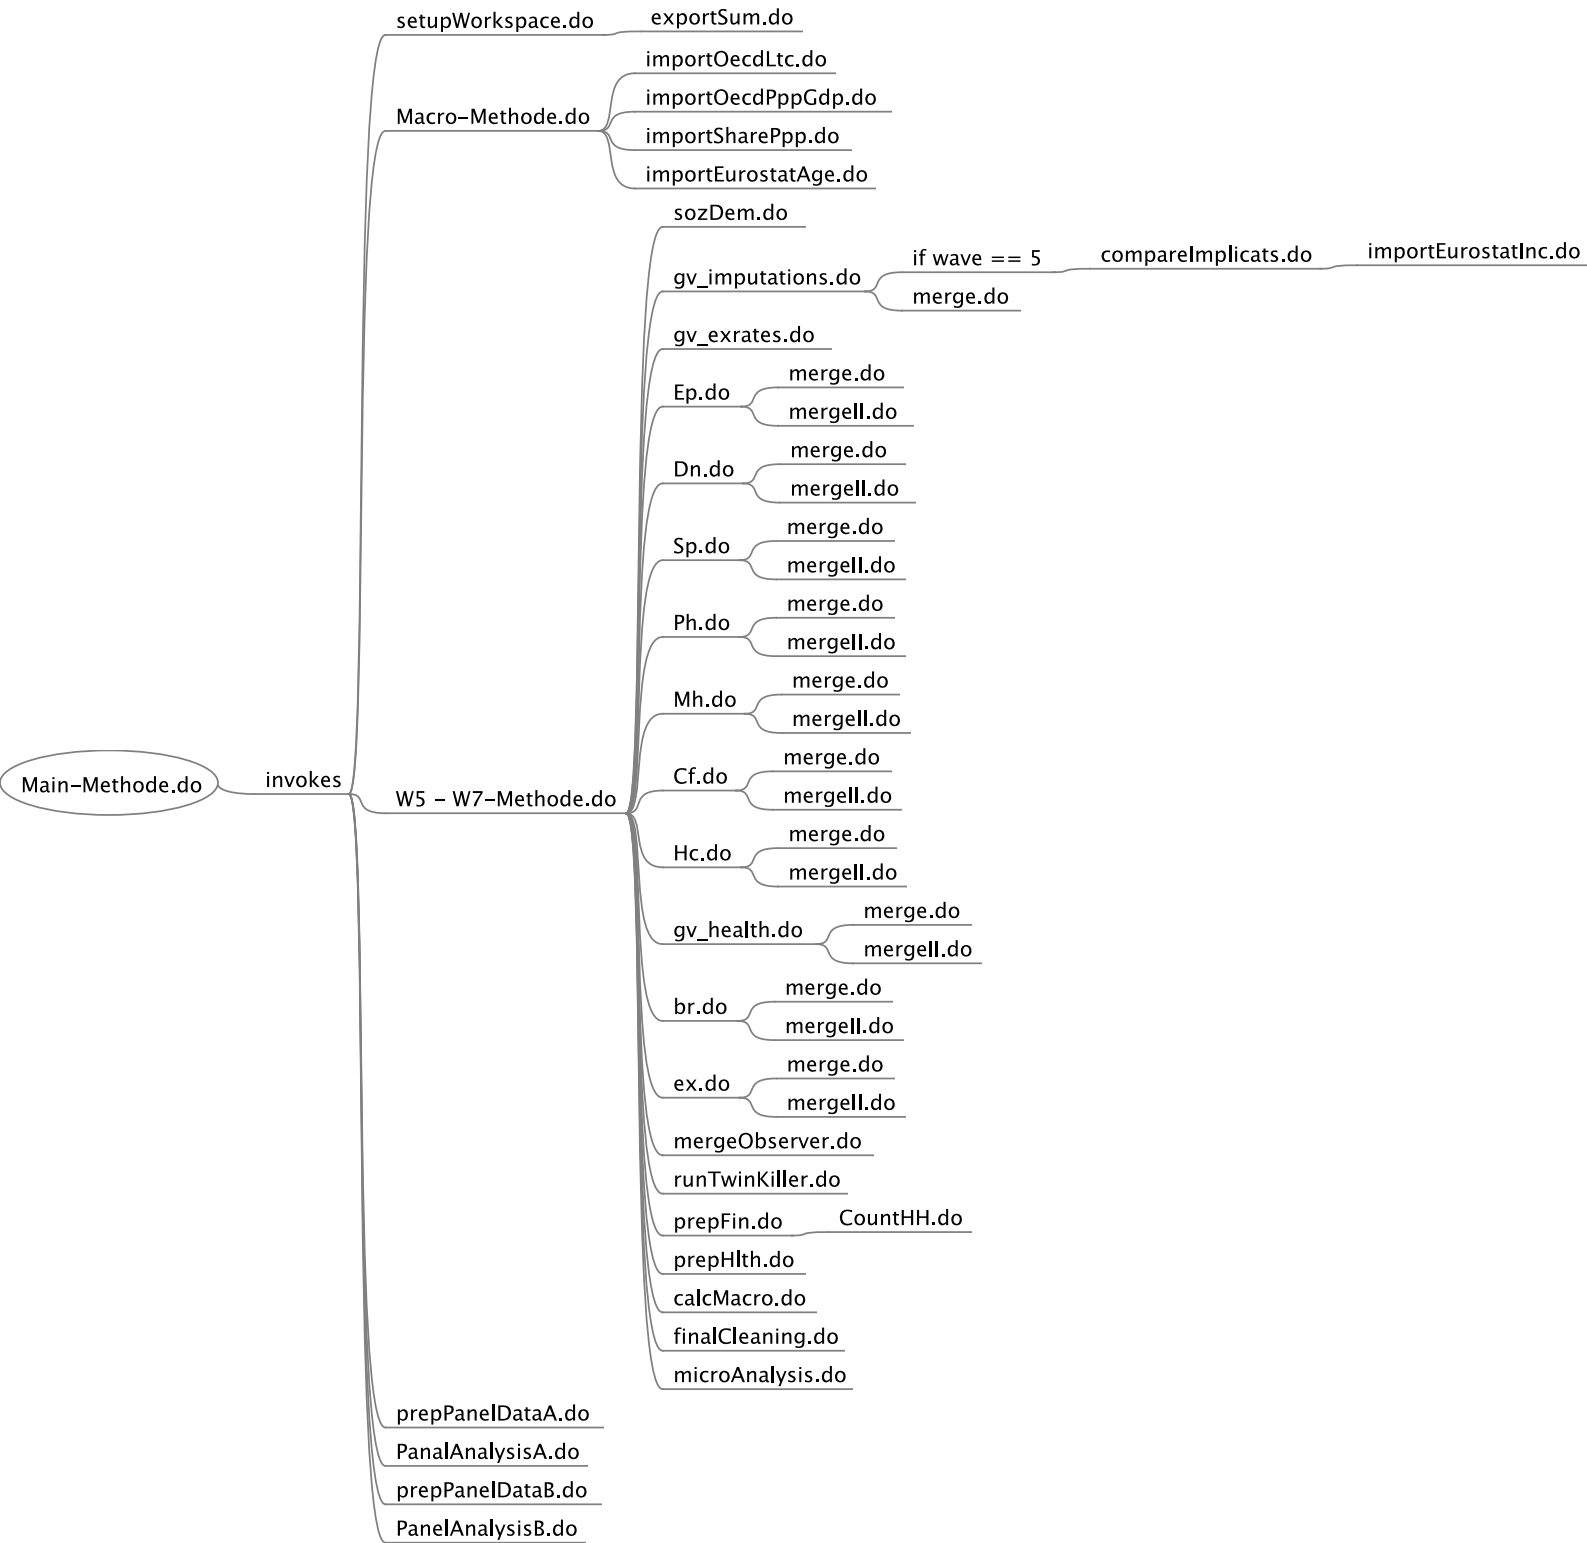 setupWorkspace.do
exportSum.do
importOecdLtc.do
importOecdPppGdp.do
Macro-Methode.do
importSharePpp.do
importEurostatAge.do
sozDem.do
gv_imputations.do
if wave == 5
compareImplicats.do
importEurostatInc.do
merge.do
gv_exrates.do
Ep.do
merge.do
mergeII.do
Dn.do
merge.do
mergeII.do
Sp.do
merge.do
mergeII.do
Ph.do
merge.do
mergeII.do
Mh.do
merge.do
mergeII.do
Main-Methode.do
invokes
W5 - W7-Methode.do
Cf.do
merge.do
mergeII.do
Hc.do
merge.do
mergeII.do
gv_health.do
merge.do
mergeII.do
br.do
merge.do
mergeII.do
ex.do
merge.do
mergeII.do
mergeObserver.do
runTwinKiller.do
prepFin.do
CountHH.do
prepHlth.do
calcMacro.do
finalCleaning.do
microAnalysis.do
prepPanelDataA.do
PanalAnalysisA.do
prepPanelDataB.do
PanelAnalysisB.do